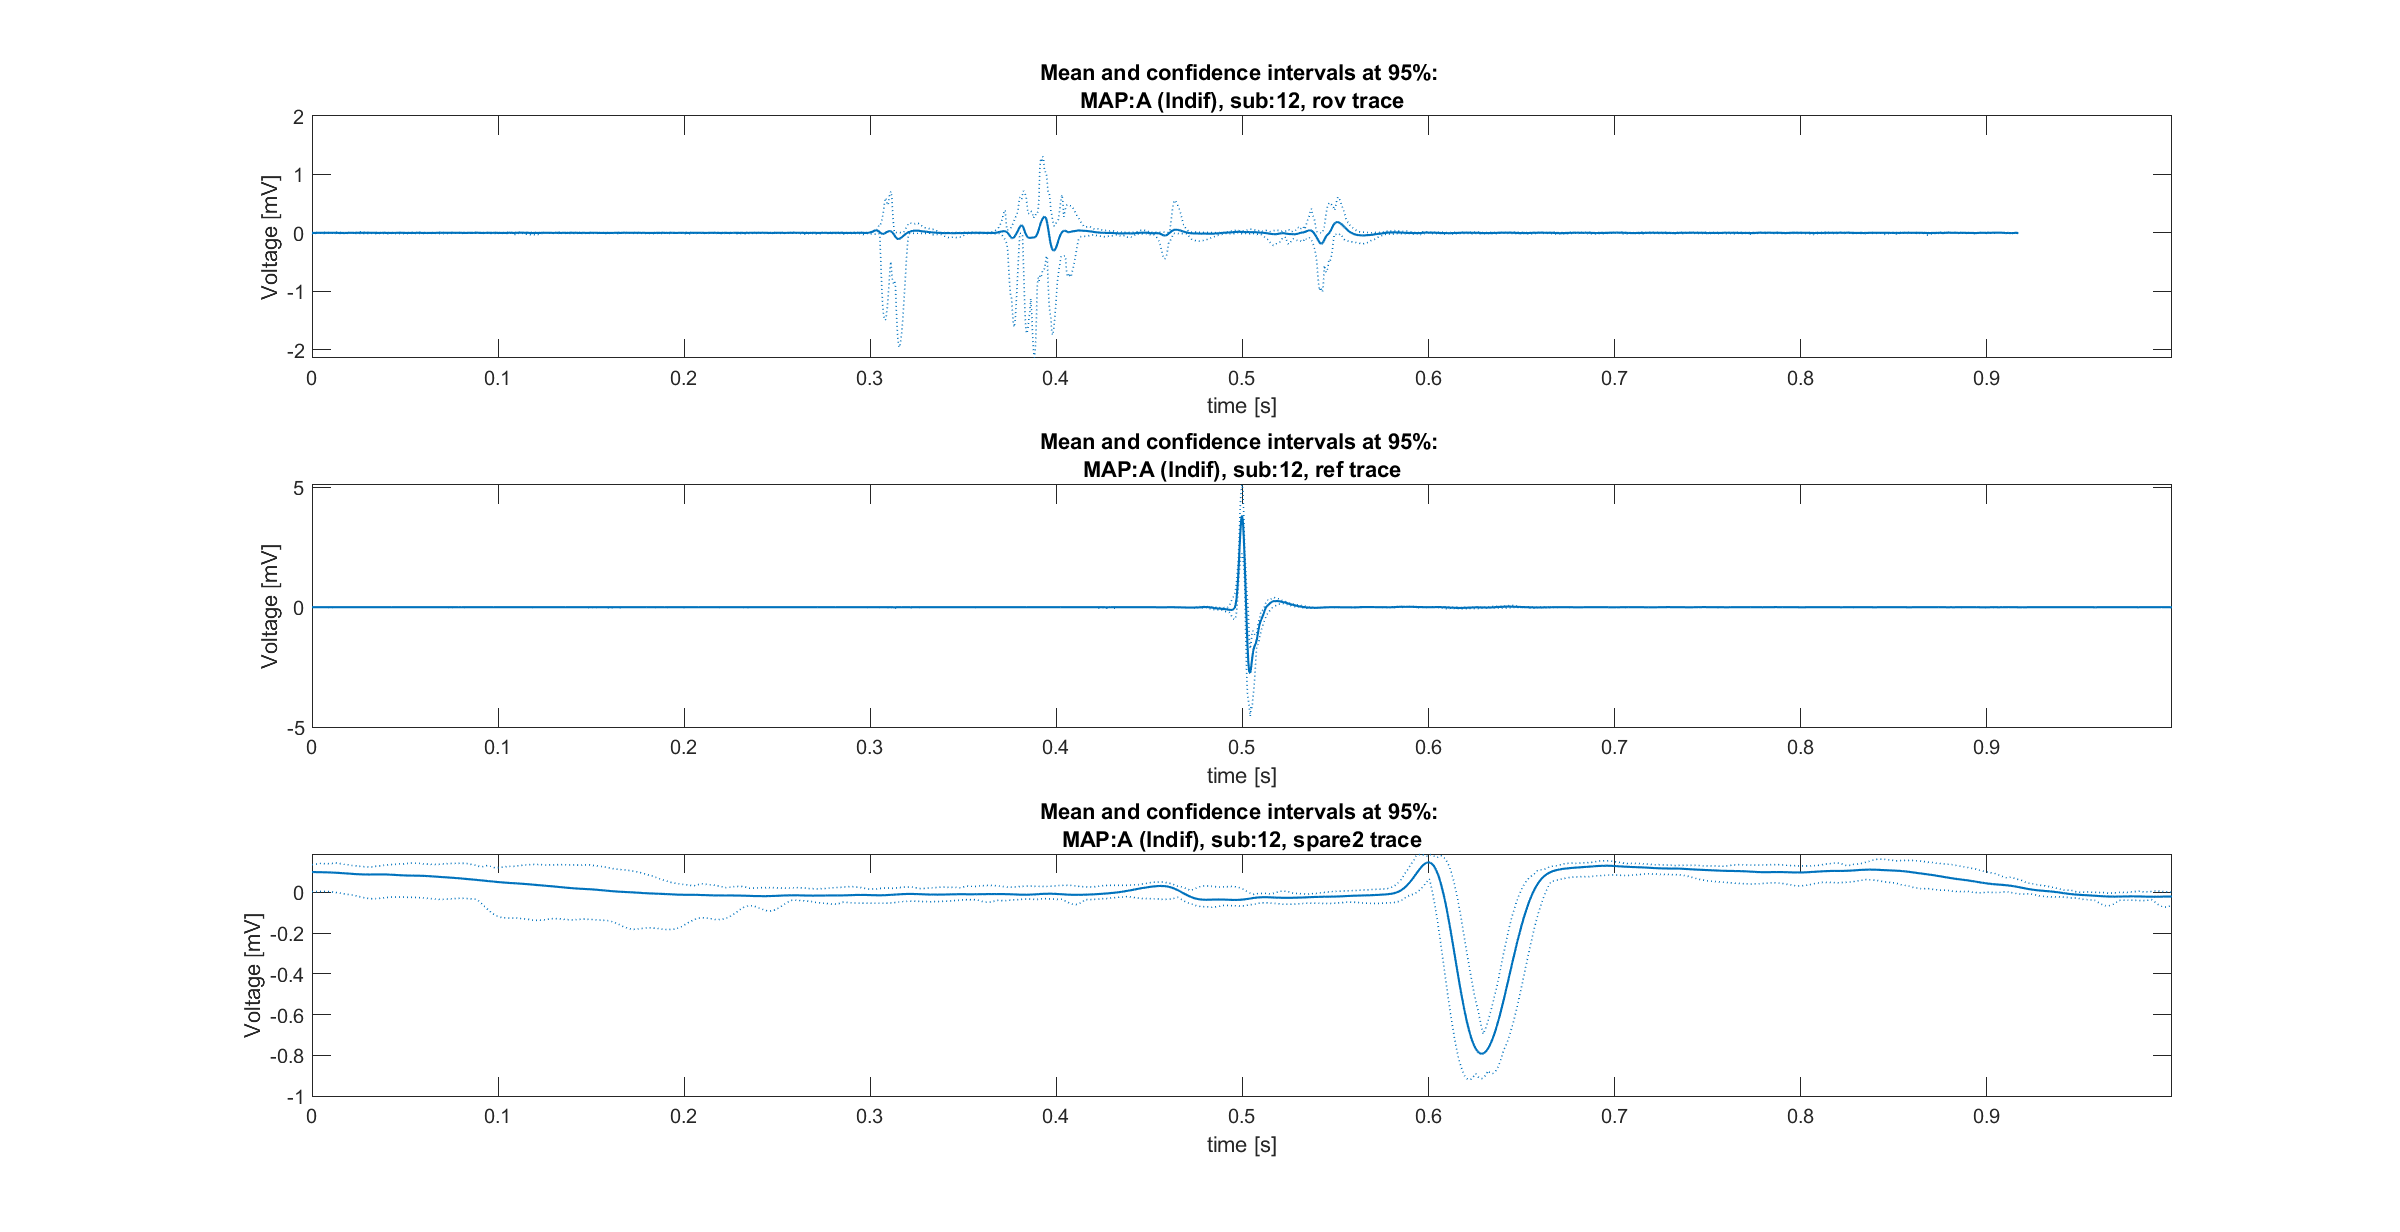 Mean and confidence intervals at 95%:
MAP:A (Indif), sub:12, rov trace
Voltage [mV]
2
1
0
-1
-2
0 0.1 0.2 0.3 0.4 0.5 0.6 0.7 0.8 0.9
time [s]
Mean and confidence intervals at 95%:
MAP:A (Indif), sub:12, ref trace
Voltage [mV]
5
0
-5
0 0.1 0.2 0.3 0.4 0.5 0.6 0.7 0.8 0.9
time [s]
Mean and confidence intervals at 95%:
MAP:A (Indif), sub:12, spare2 trace
Voltage [mV]
0
-0.2
-0.4
-0.6
-0.8
-1
0 0.1 0.2 0.3 0.4 0.5 0.6 0.7 0.8 0.9
time [s]